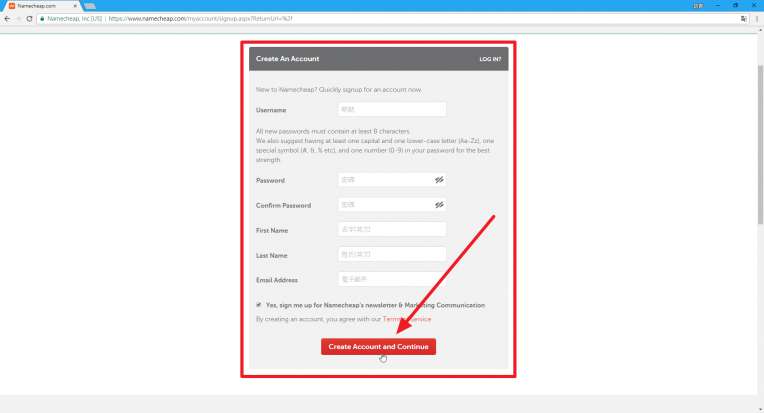 Namecheap.com
Namecheap, Inc [US] | https://www.namecheap.com/myaccount/signup.aspx?ReturnUrl=%2f
Create An Account
LOG IN?
New to Namecheap? Quickly signup for an account now.
Username
帳號
All new passwords must contain at least 8 characters.
We also suggest having at least one capital and one lower-case letter (Aa-Zz), one
special symbol (#, &, % etc), and one number (0-9) in your password for the best
strength.
Password
密碼
Confirm Password
密碼
First Name
名字(英文)
Last Name
姓氏(英文)
Email Address
電子郵件
Yes, sign me up for Namecheap's newsletter & Marketing Communication
By creating an account, you agree with our Terms of Service
Create Account and Continue